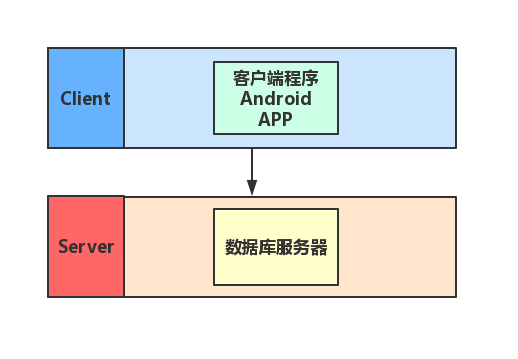 Client
客户端程序
Android
APP
Server
数据库服务器